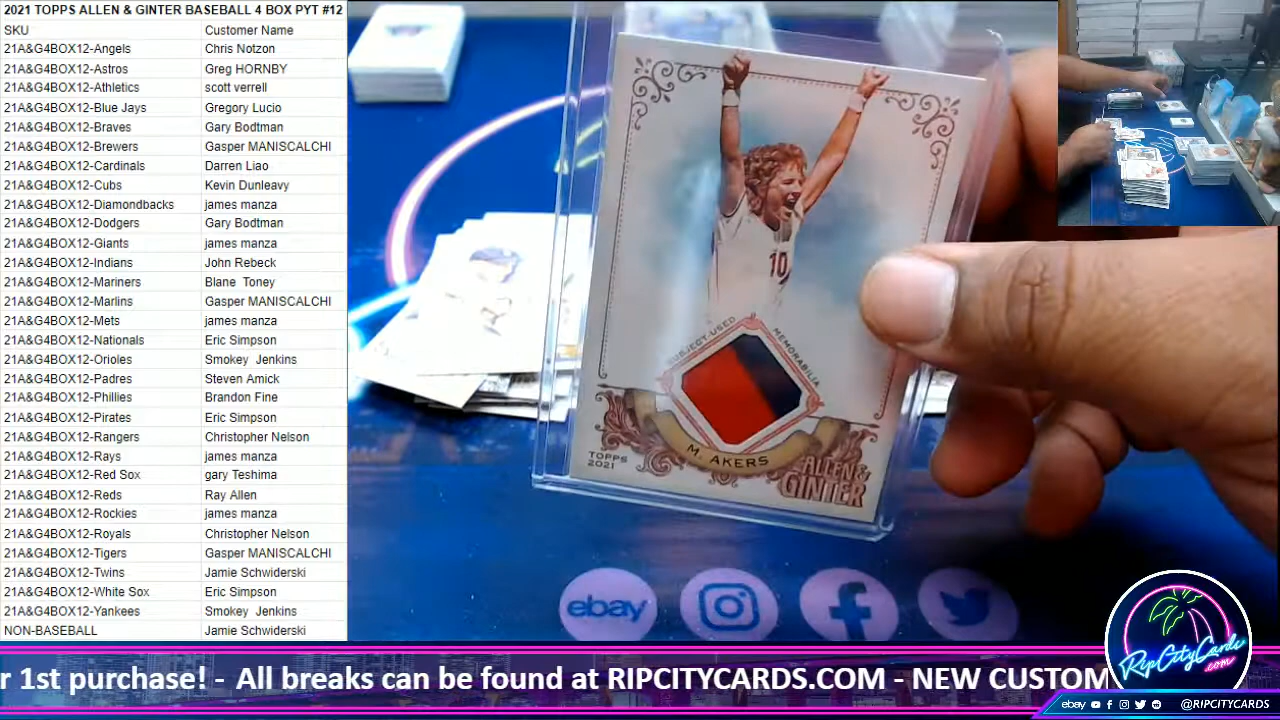 2021 TOPPS ALLEN & GINTER BASEBALL 4 BOX PYT #12
SKU Customer Name
21A&G4BOX12-Angels Chris Notzon
21A&G4BOX12-Astros Greg HORNBY
21A&G4BOX12-Athletics scott verrell
21A&G4BOX12-Blue Jays Gregory Lucio
21A&G4BOX12-Braves Gary Bodtman
21A&G4BOX12-Brewers Gasper MANISCALCHI
21A&G4BOX12-Cardinals Darren Liao
21A&G4BOX12-Cubs Kevin Dunleavy
21A&G4BOX12-Diamondbacks james manza
21A&G4BOX12-Dodgers Gary Bodtman
21A&G4BOX12-Giants james manza
21A&G4BOX12-Indians John Rebeck
21A&G4BOX12-Mariners Blane Toney
21A&G4BOX12-Marlins Gasper MANISCALCHI
21A&G4BOX12-Mets james manza
21A&G4BOX12-Nationals Eric Simpson
21A&G4BOX12-Orioles Smokey Jenkins
21A&G4BOX12-Padres Steven Amick
21A&G4BOX12-Phillies Brandon Fine
21A&G4BOX12-Pirates Eric Simpson
21A&G4BOX12-Rangers Christopher Nelson
21A&G4BOX12-Rays james manza
21A&G4BOX12-Red Sox gary Teshima
21A&G4BOX12-Reds Ray Allen
21A&G4BOX12-Rockies james manza
21A&G4BOX12-Royals Christopher Nelson
21A&G4BOX12-Tigers Gasper MANISCALCHI
21A&G4BOX12-Twins Jamie Schwiderski
21A&G4BOX12-White Sox Eric Simpson
21A&G4BOX12-Yankees Smokey Jenkins
NON-BASEBALL Jamie Schwiderski
10
SUBJECT-USED MEMORABILIA
M. AKERS
TOPPS
2021
ALLEN &
GINTER
ebay
r 1st purchase! - All breaks can be found at RIPCITYCARDS.COM - NEW CUSTOM
RipCityCards
.com
ebay @RIPCITYCARDS